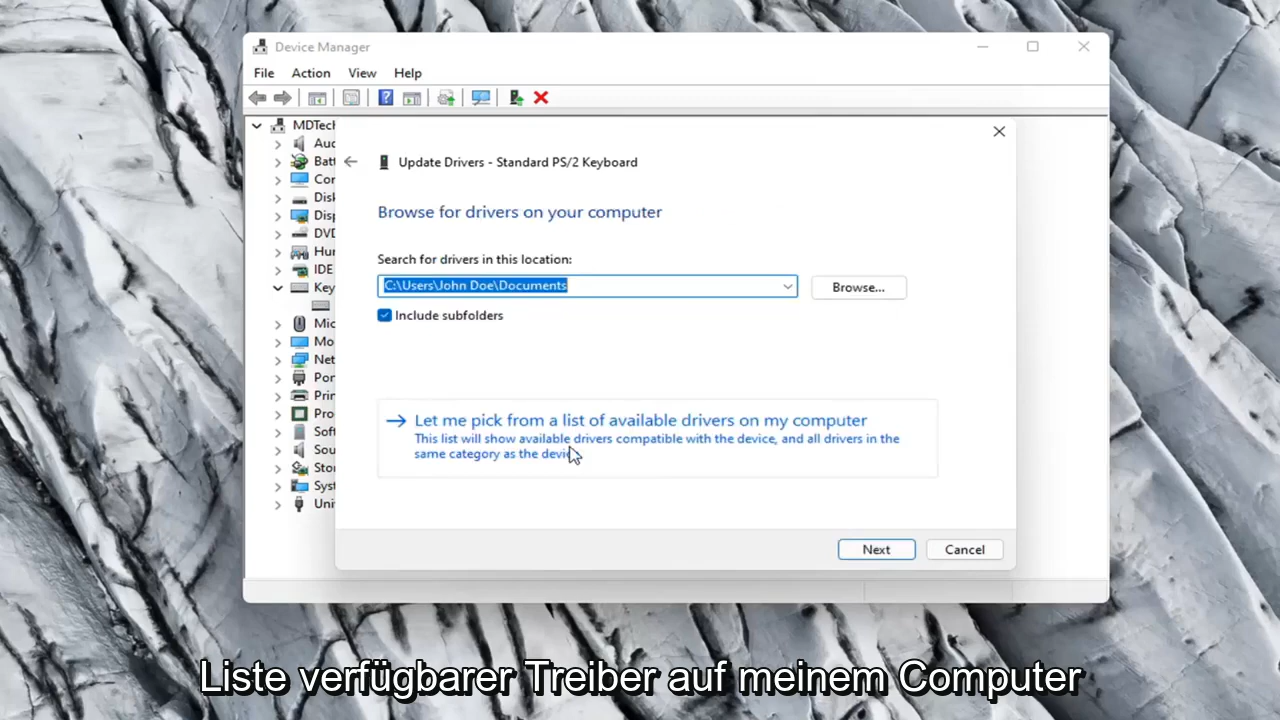 Device Manager
File Action View Help
MDTech
Auc
Batt
Cor
Disk
Disp
DVD
Hur
IDE
Key
Mic
Mo
Net
Por
Prin
Pro
Soft
Sou
Stor
Syst
Uni
Update Drivers - Standard PS/2 Keyboard
Browse for drivers on your computer
Search for drivers in this location:
C:\Users\John Doe\Documents
Browse...
Include subfolders
Let me pick from a list of available drivers on my computer
This list will show available drivers compatible with the device, and all drivers in the
same category as the device.
Next Cancel
Liste verfügbarer Treiber auf meinem Computer